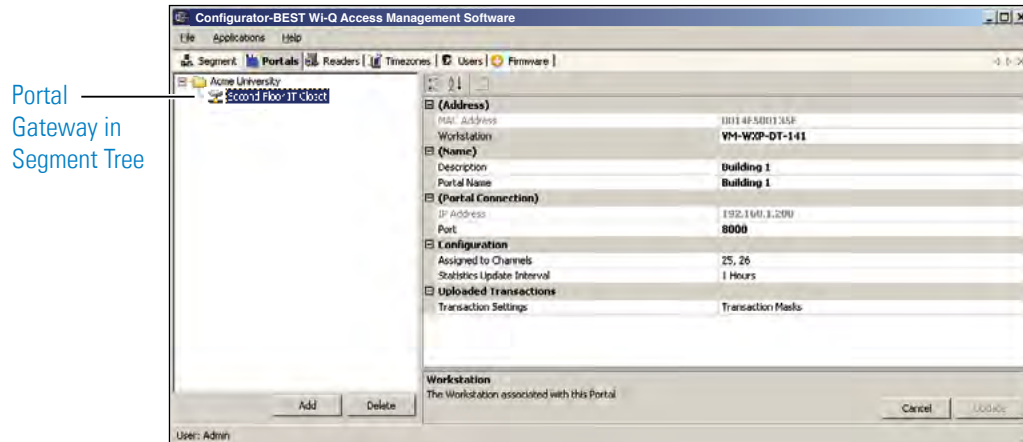 Configurator-BEST Wi-Q Access Management Software
File Applications Help
Segment Portals Readers Timezones Users Firmware
Portal Gateway in Segment Tree
Acme University
Second Floor IT Closet
(Address)
MAC Address
Workstation VM-WXP-DT-141
(Name)
Description Building 1
Portal Name Building 1
(Portal Connection)
IP Address 192.168.1.200
Port 8000
Configuration
Assigned to Channels 25, 26
Statistics Update Interval 1 Hours
Uploaded Transactions
Transaction Settings Transaction Masks
Workstation
The Workstation associated with this Portal
Add Delete
Cancel Update
User: Admin